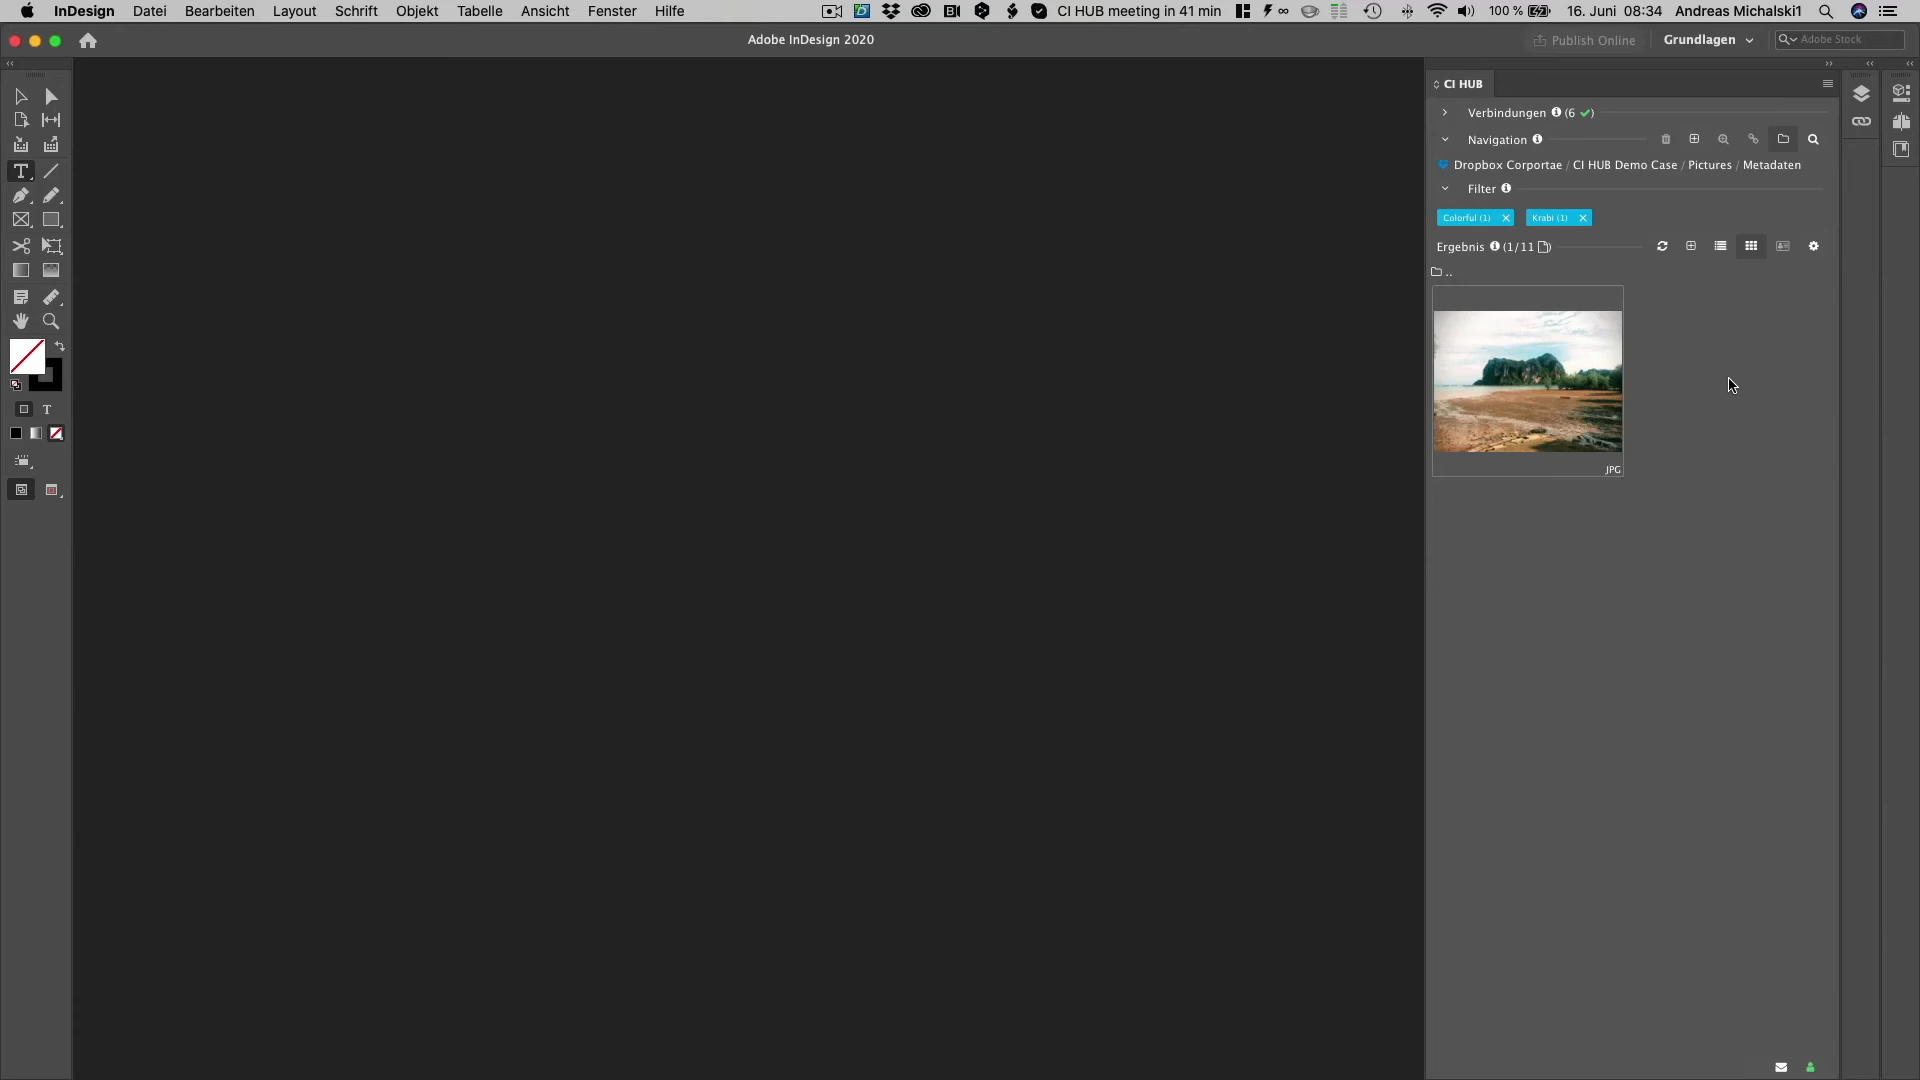 InDesign Datei Bearbeiten Layout Schrift Objekt Tabelle Ansicht Fenster Hilfe CI HUB meeting in 41 min 100 % 16. Juni 08:34 Andreas Michalski1
Adobe InDesign 2020 Publish Online Grundlagen Adobe Stock
CI HUB
Verbindungen (6 ✓)
Navigation
Dropbox Corportae / CI HUB Demo Case / Pictures / Metadaten
Filter
Colorful (1) × Krabi (1) ×
Ergebnis (1/11)
..
JPG